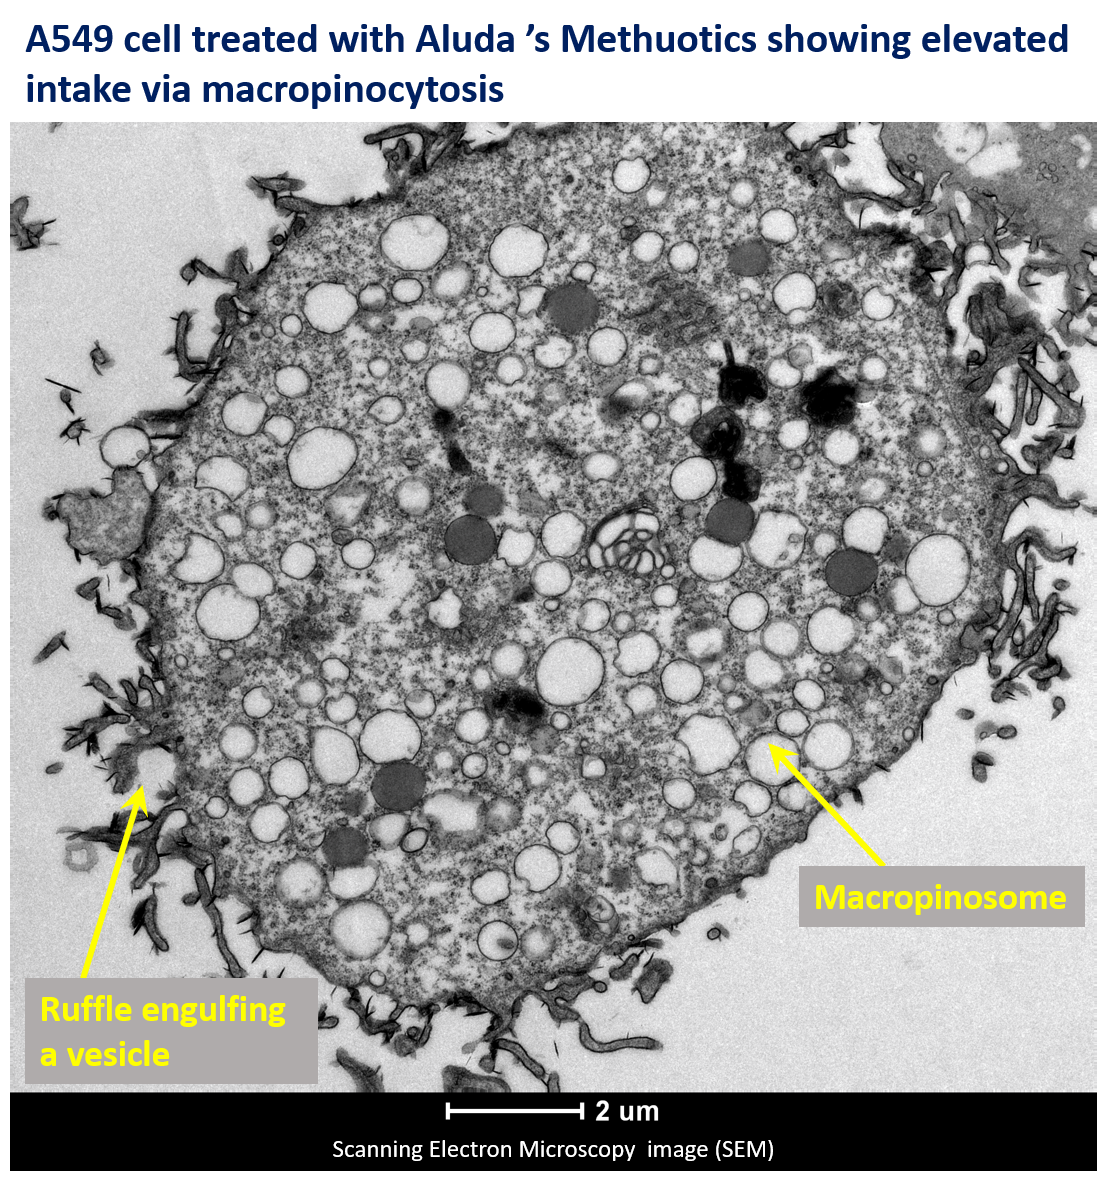 A549 cell treated with Aluda ’s Methuotics showing elevated
intake via macropinocytosis
Macropinosome
Ruffle engulfing
a vesicle
2 um
Scanning Electron Microscopy  image (SEM)